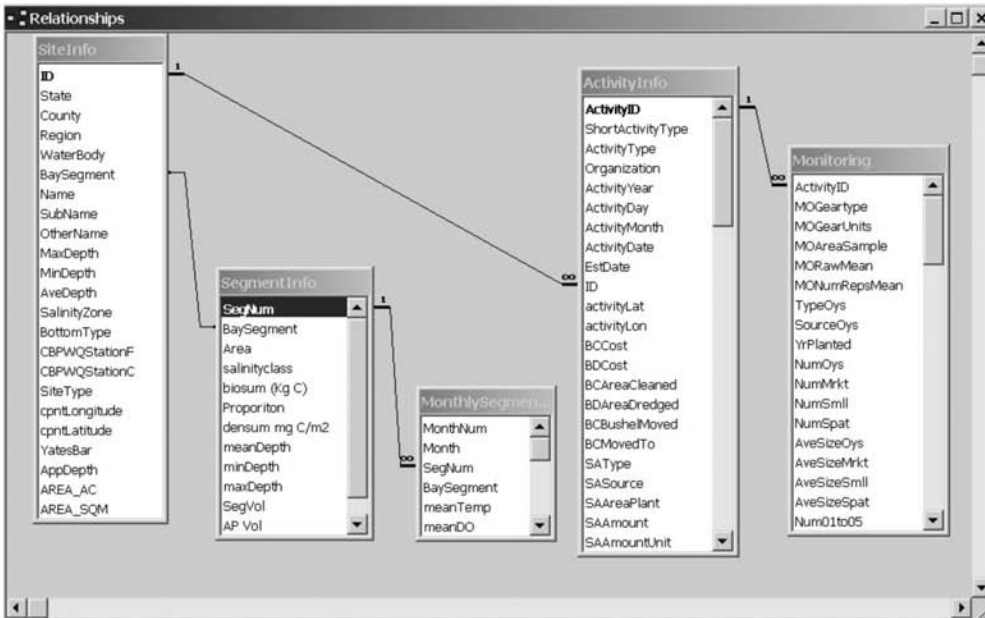 Relationships
SiteInfo
ID
State
County
Region
WaterBody
BaySegment
Name
SubName
OtherName
MaxDepth
MinDepth
AveDepth
SalinityZone
BottomType
CBPWQStationF
CBPWQStationC
SiteType
cpntLongitude
cpntLatitude
YatesBar
AppDepth
AREA_AC
AREA_SQM
1
SegmentInfo
SegNum
BaySegment
Area
salinityclass
biosum (Kg C)
Proporiton
densum mg C/m2
meanDepth
minDepth
maxDepth
SegVol
AP Vol
1
∞
MonthlySegmen...
MonthNum
Month
SegNum
BaySegment
meanTemp
meanDO
∞
ActivityInfo
ActivityID
ShortActivityType
ActivityType
Organization
ActivityYear
ActivityDay
ActivityMonth
ActivityDate
EstDate
ID
activityLat
activityLon
BCCost
BDCost
BCAreaCleaned
BDAreaDredged
BCBushelMoved
BCMovedTo
SAType
SASource
SAAreaPlant
SAAmount
SAAmountUnit
1
∞
Monitoring
ActivityID
MOGeartype
MOGearUnits
MOAreaSample
MORawMean
MONumRepsMean
TypeOys
SourceOys
YrPlanted
NumOys
NumMrkt
NumSmll
NumSpat
AveSizeOys
AveSizeMrkt
AveSizeSmll
AveSizeSpat
Num01to05